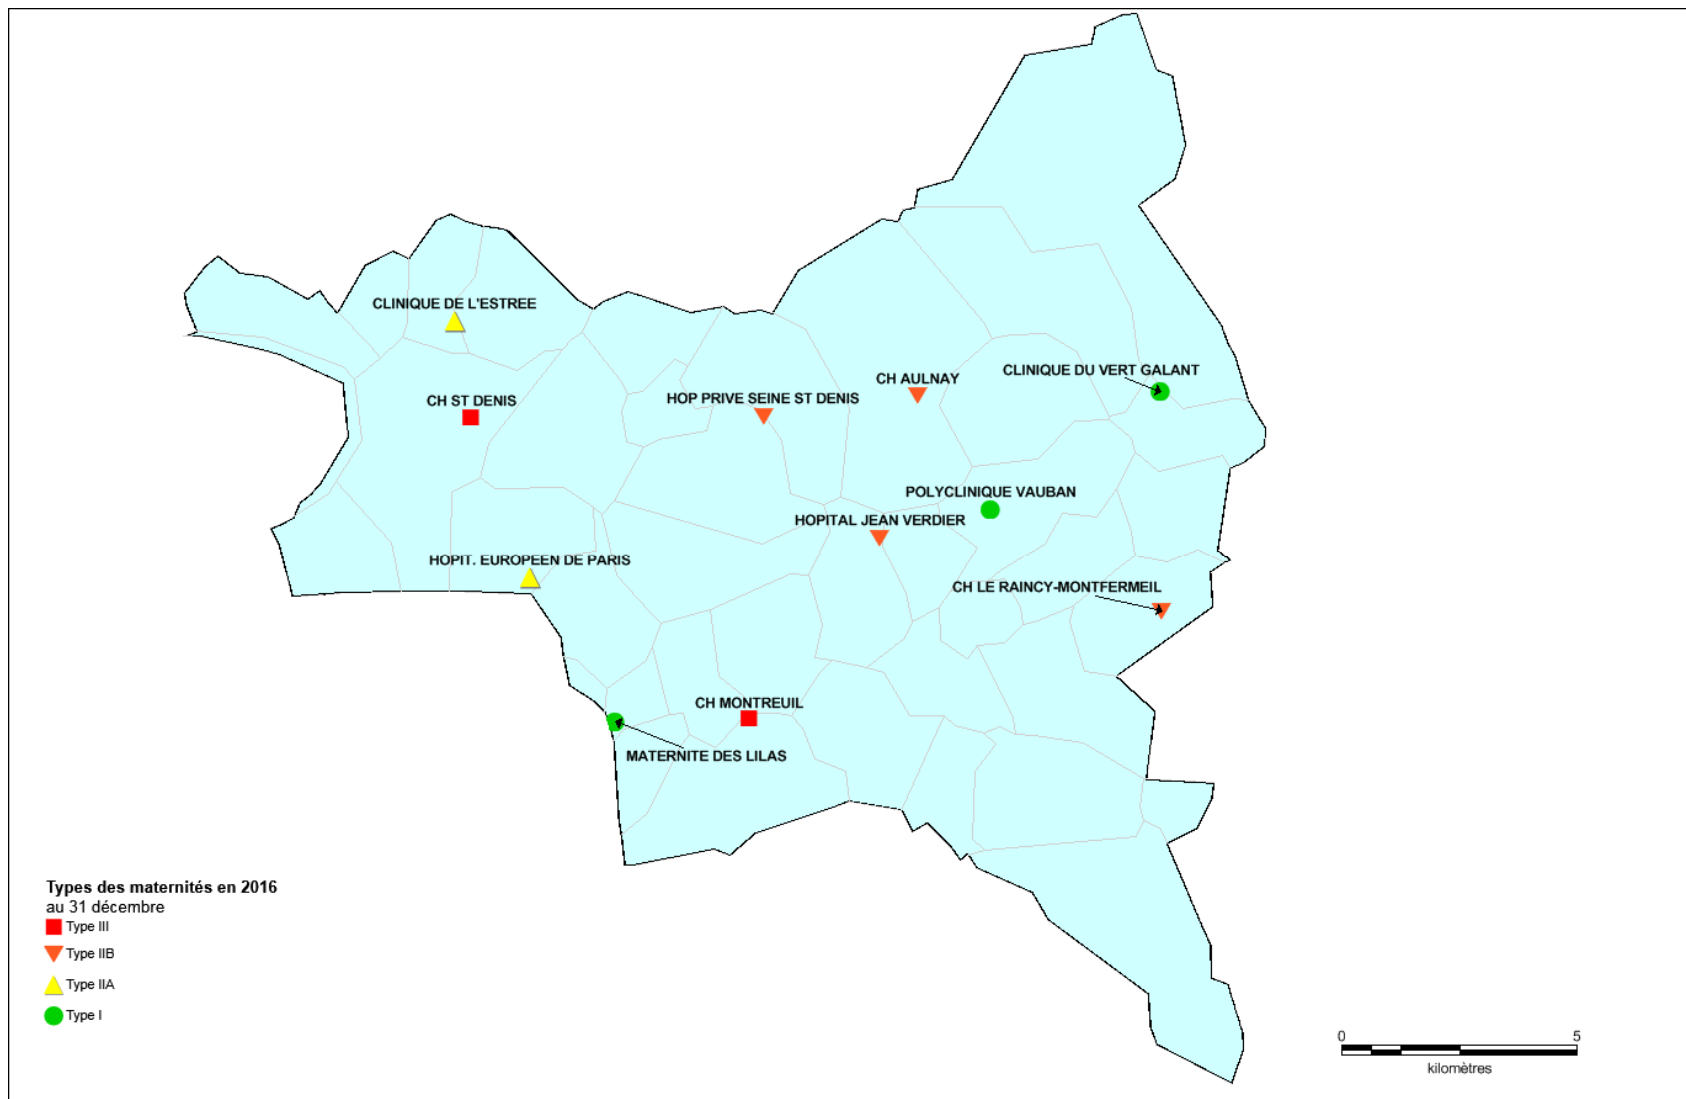 CLINIQUE DE L'ESTREE
CLINIQUE DU VERT GALANT
CH AULNAY
HOP PRIVE SEINE ST DENIS
CH ST DENIS
POLYCLINIQUE VAUBAN
HOPITAL JEAN VERDIER
HOPIT. EUROPEEN DE PARIS
CH LE RAINCY-MONTFERMEIL
CH MONTREUIL
MATERNITE DES LILAS
Types des maternités en 2016
au 31 décembre
Type III
Type IIB
Type IIA
Type I
0 5
kilomètres